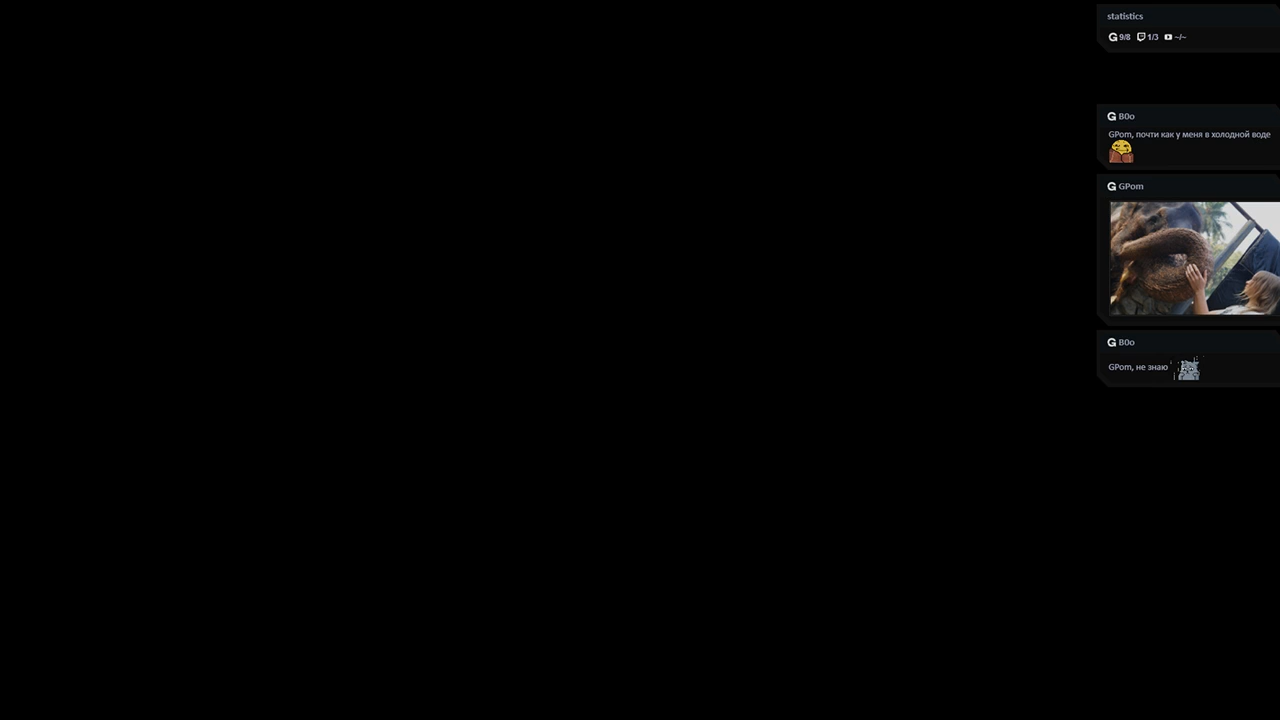 statistics
9/8 1/3 ~/~
B0o
GPom, почти как у меня в холодной воде
GPom
B0o
GPom, не знаю